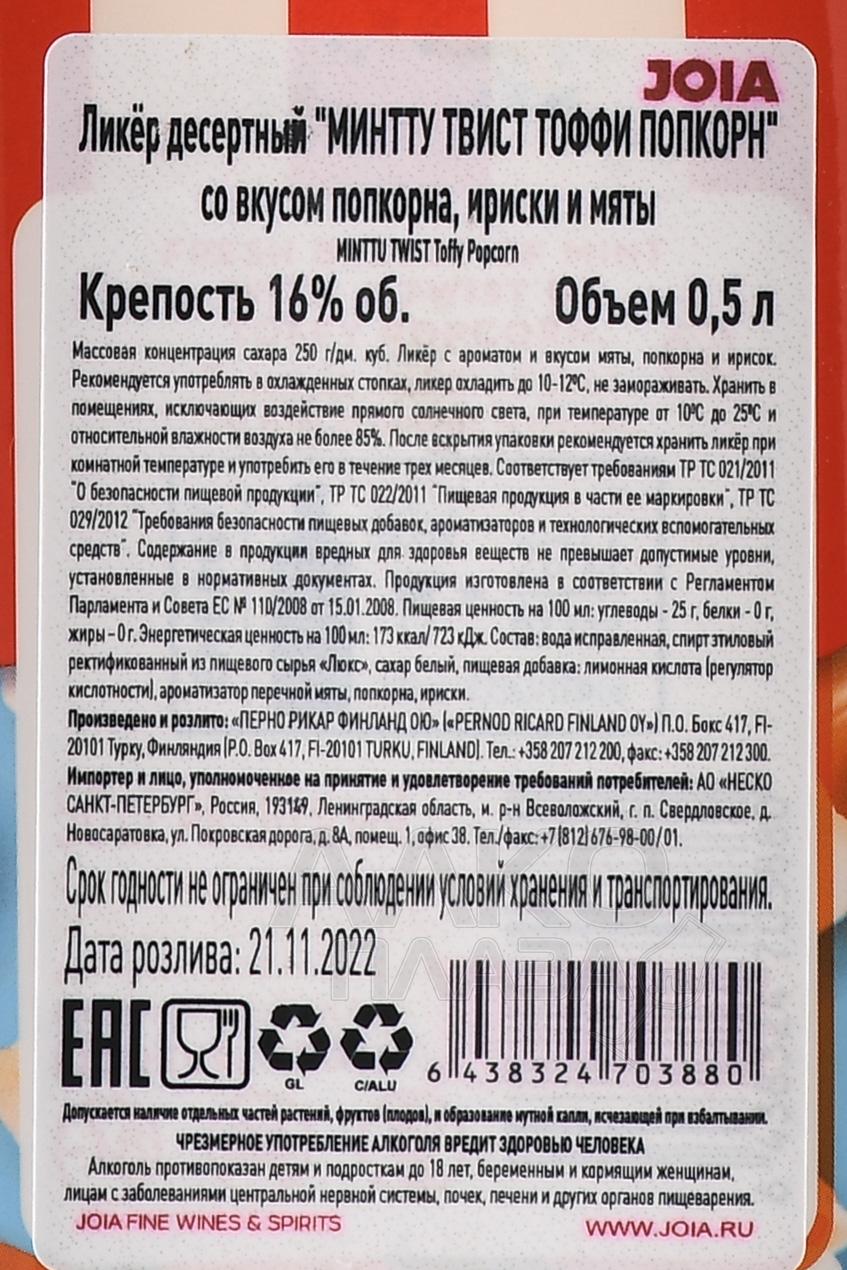 JOIA
Ликёр десертный "МИНТТУ ТВИСТ ТОФФИ ПОПКОРН"
со вкусом попкорна, ириски и мяты
MINTTU TWIST Toffy Popcorn
Крепость 16% об. Объем 0,5 л
Массовая концентрация сахара 250 г/дм. куб. Ликёр с ароматом и вкусом мяты, попкорна и ирисок.
Рекомендуется употреблять в охлажденных стопках, ликер охладить до 10-12ºС, не замораживать. Хранить в
помещениях, исключающих воздействие прямого солнечного света, при температуре от 10ºС до 25ºС и
относительной влажности воздуха не более 85%. После вскрытия упаковки рекомендуется хранить ликёр при
комнатной температуре и употребить его в течение трех месяцев. Соответствует требованиям ТР ТС 021/2011
"О безопасности пищевой продукции", ТР ТС 022/2011 "Пищевая продукция в части ее маркировки", ТР ТС
029/2012 "Требования безопасности пищевых добавок, ароматизаторов и технологических вспомогательных
средств". Содержание в продукции вредных для здоровья веществ не превышает допустимые уровни,
установленные в нормативных документах. Продукция изготовлена в соответствии с Регламентом
Парламента и Совета ЕС № 110/2008 от 15.01.2008. Пищевая ценность на 100 мл: углеводы - 25 г, белки - 0 г,
жиры – 0 г. Энергетическая ценность на 100 мл: 173 ккал/ 723 кДж. Состав: вода исправленная, спирт этиловый
ректификованный из пищевого сырья «Люкс», сахар белый, пищевая добавка: лимонная кислота (регулятор
кислотности), ароматизатор перечной мяты, попкорна, ириски.
Произведено и розлито: «ПЕРНО РИКАР ФИНЛАНД ОЮ» («PERNOD RICARD FINLAND OY») П.О. Бокс 417, FI-
20101 Турку, Финляндия (P.O. Box 417, FI-20101 TURKU, FINLAND). Тел.: +358 207 212 200, факс: +358 207 212 300.
Импортер и лицо, уполномоченное на принятие и удовлетворение требований потребителей: АО «НЕСКО
САНКТ-ПЕТЕРБУРГ», Россия, 193149, Ленинградская область, м. р-н Всеволожский, г. п. Свердловское, д.
Новосаратовка, ул. Покровская дорога, д. 8А, помещ. 1, офис 38. Тел./факс: +7 (812) 676-98-00/ 01.
Срок годности не ограничен при соблюдении условий хранения и транспортирования.
Дата розлива: 21.11.2022
EAC GL C/ALU 6 438324 703880
АЛКО
ПЛАЗА
Допускается наличие отдельных частей растений, фруктов (плодов), и образование мутной капли, исчезающей при взбалтывании.
ЧРЕЗМЕРНОЕ УПОТРЕБЛЕНИЕ АЛКОГОЛЯ ВРЕДИТ ЗДОРОВЬЮ ЧЕЛОВЕКА
Алкоголь противопоказан детям и подросткам до 18 лет, беременным и кормящим женщинам,
лицам с заболеваниями центральной нервной системы, почек, печени и других органов пищеварения.
JOIA FINE WINES & SPIRITS WWW.JOIA.RU